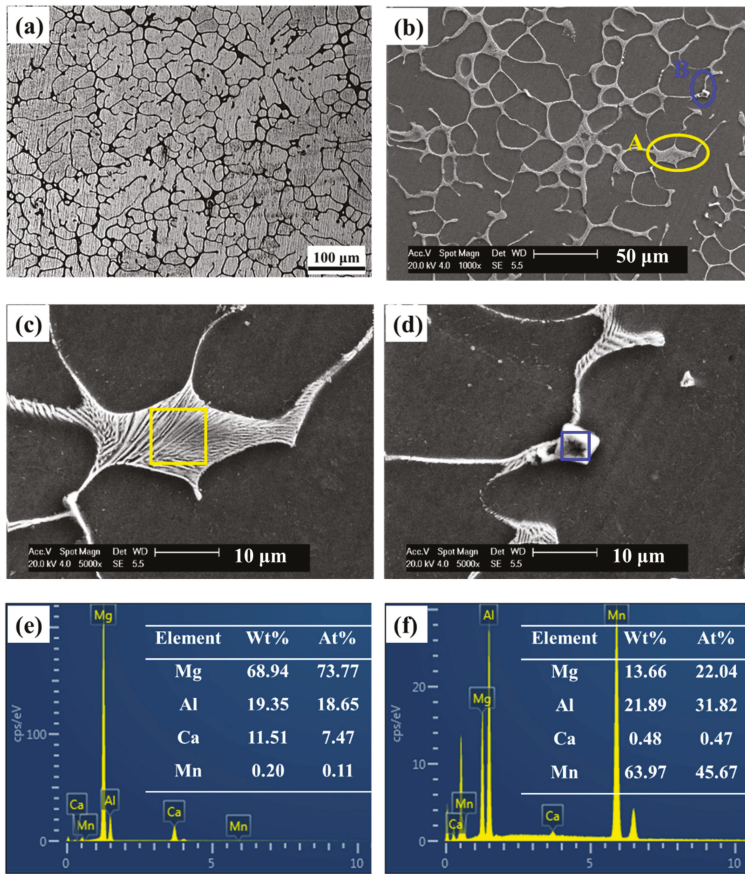 (a)
100 μm
(b)
B
A
Acc.V Spot Magn Det WD
20.0 kV 4.0 1000x SE 5.5
50 μm
(c)
Acc.V Spot Magn Det WD
20.0 kV 4.0 5000x SE 5.5
10 μm
(d)
Acc.V Spot Magn Det WD
20.0 kV 4.0 5000x SE 5.5
10 μm
(e)
Mg
Element Wt% At%
Mg 68.94 73.77
Al 19.35 18.65
Ca 11.51 7.47
Mn 0.20 0.11
cps/eV
100
0
Ca
Mn
Al
Ca
Mn
0 5 10
(f)
Al
Mn
Element Wt% At%
Mg 13.66 22.04
Al 21.89 31.82
Ca 0.48 0.47
Mn 63.97 45.67
cps/eV
30
20
10
0
Mg
Mn
Ca
Ca
0 5 10